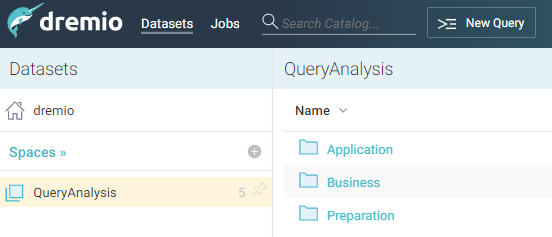 dremio Datasets Jobs Search Catalog... New Query
Datasets
dremio
Spaces »
QueryAnalysis 5
QueryAnalysis
Name
Application
Business
Preparation